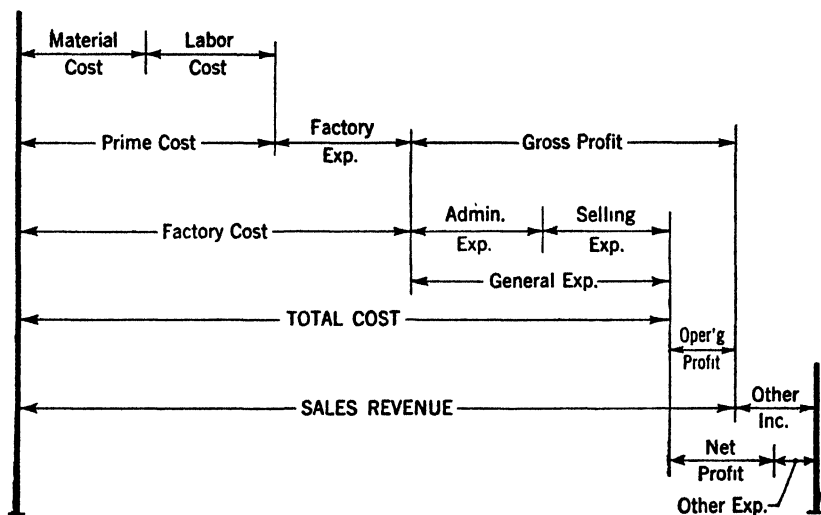 Material Labor
Cost Cost
Prime Cost Factory Exp. Gross Profit
Factory Cost Admin. Exp. Selling Exp.
General Exp.
TOTAL COST
Oper'g
Profit
SALES REVENUE Other Inc.
Net
Profit
Other Exp.